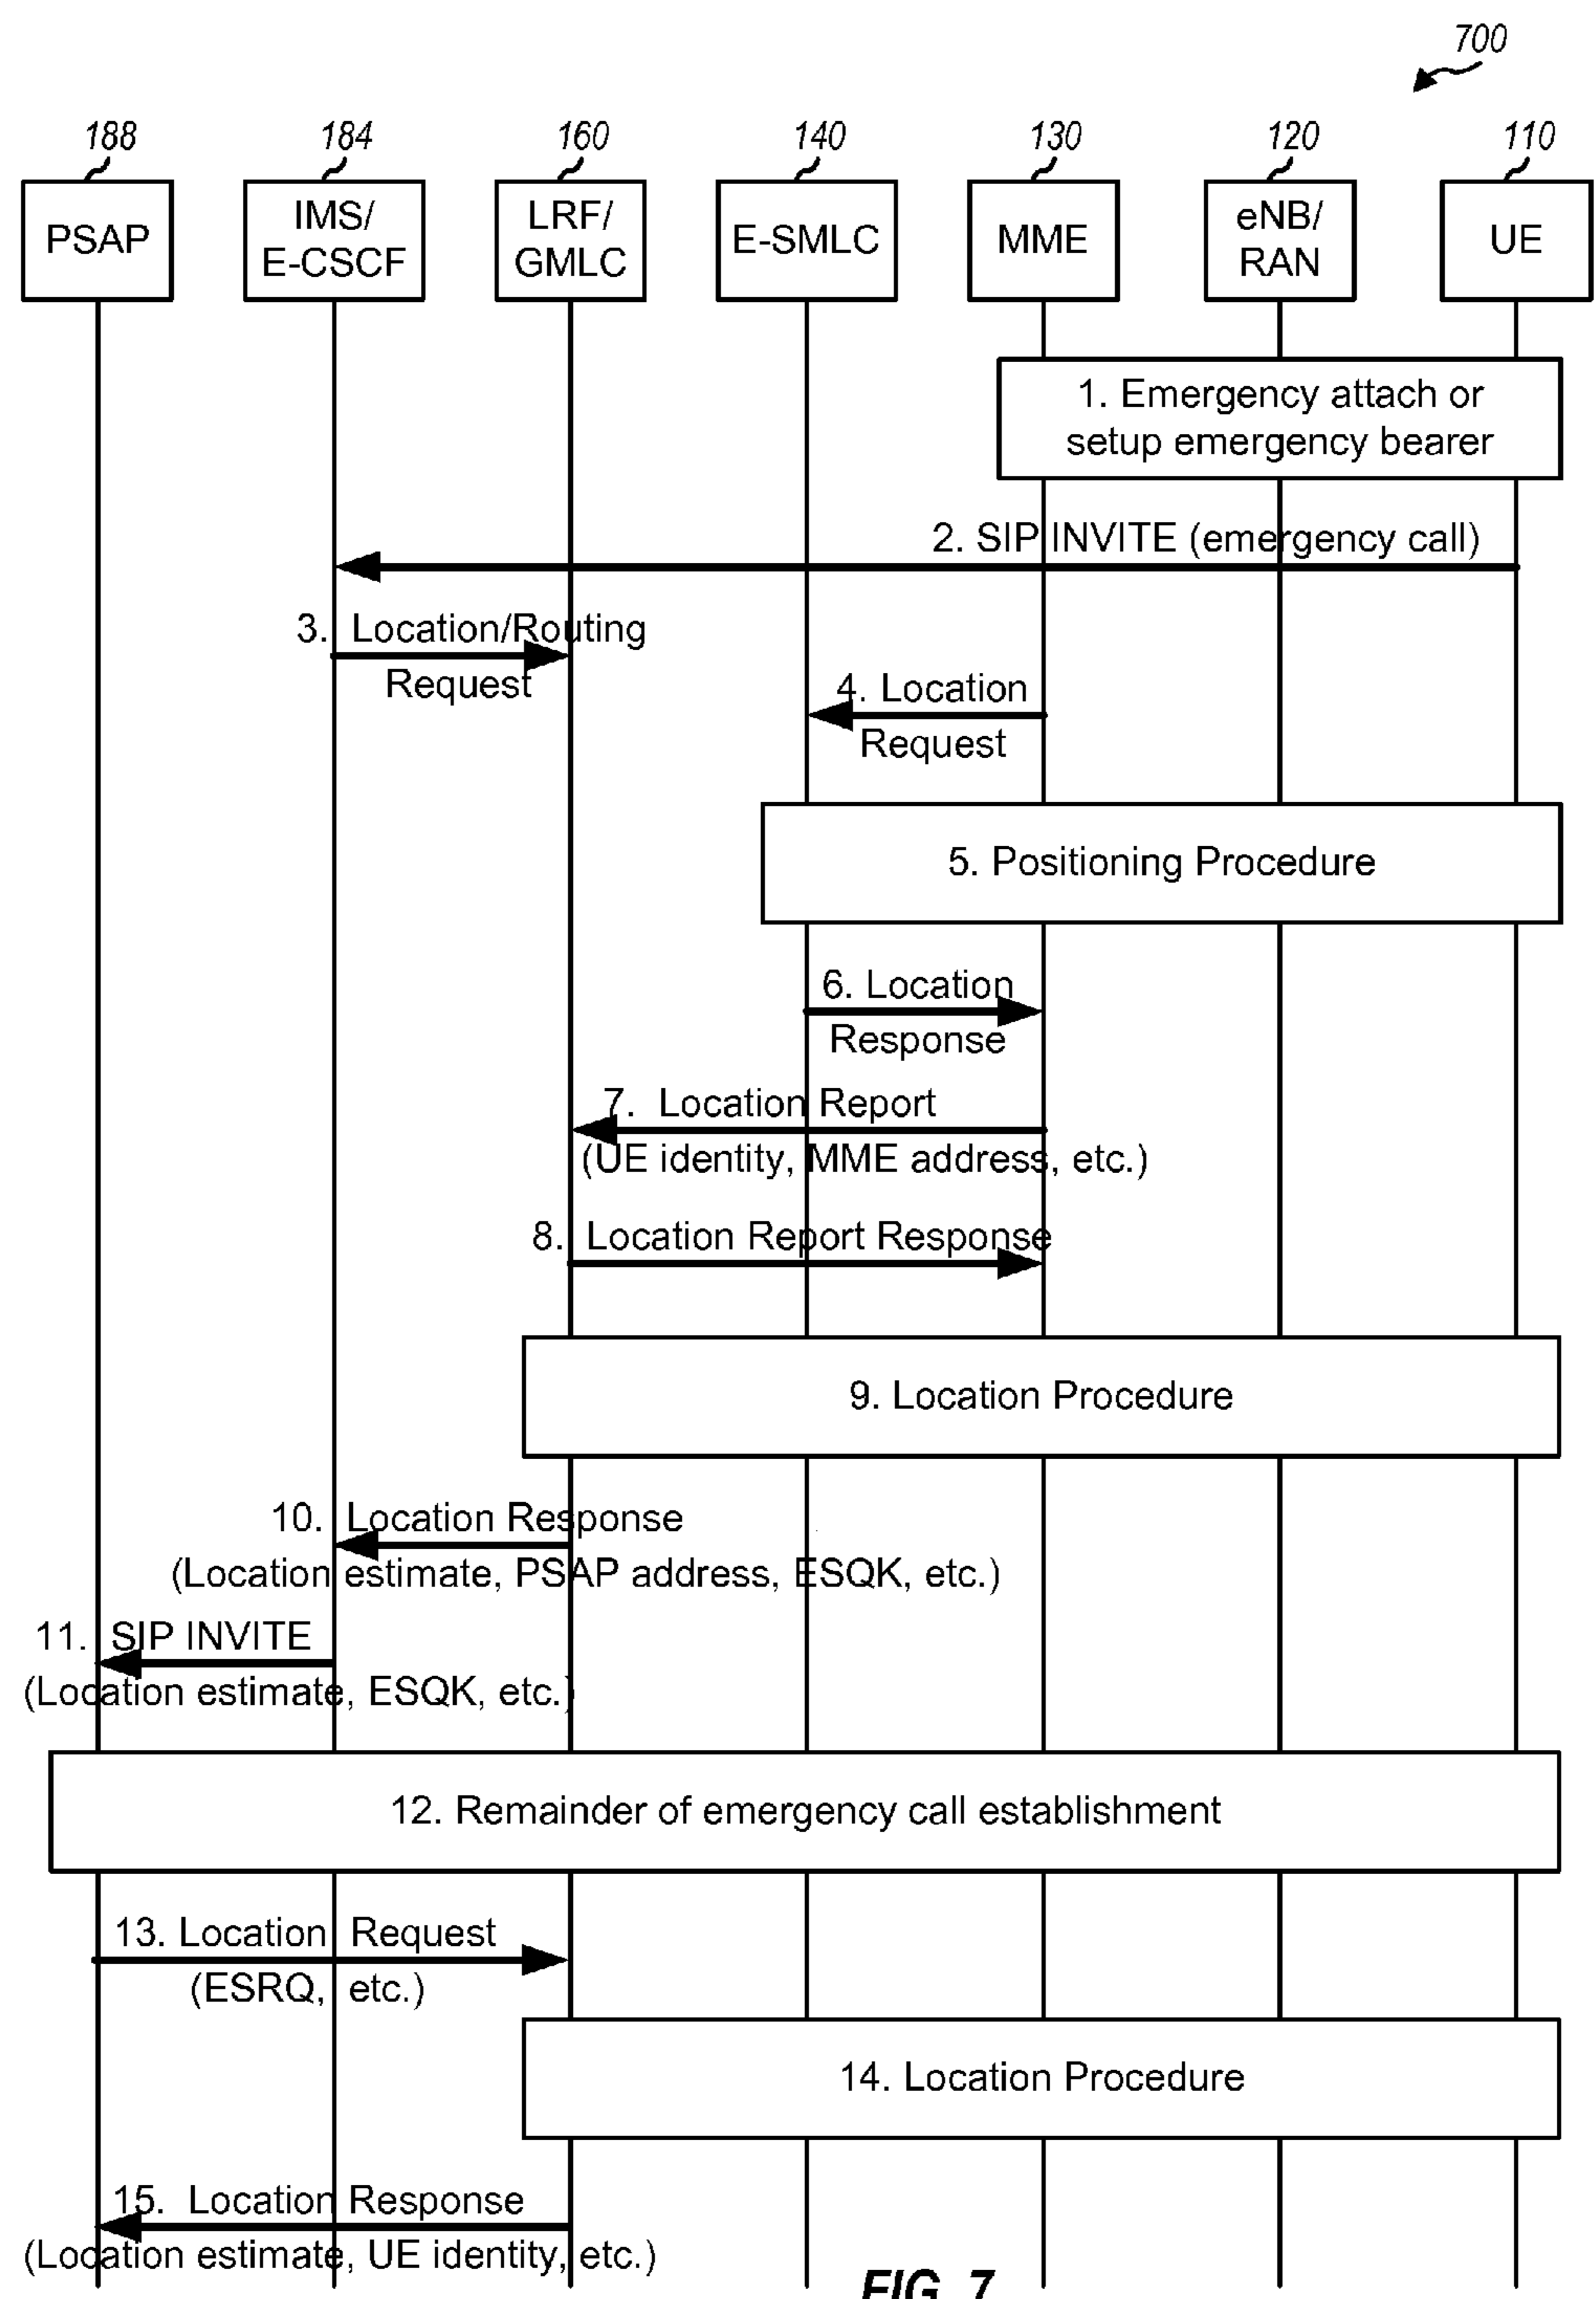 700
188 184 160 140 130 120 110
PSAP
IMS/
E-CSCF
LRF/
GMLC
E-SMLC
MME
eNB/
RAN
UE
1. Emergency attach or
setup emergency bearer
2. SIP INVITE (emergency call)
3. Location/Routing
Request
4. Location
Request
5. Positioning Procedure
6. Location
Response
7. Location Report
(UE identity, MME address, etc.)
8. Location Report Response
9. Location Procedure
10. Location Response
(Location estimate, PSAP address, ESQK, etc.)
11. SIP INVITE
(Location estimate, ESQK, etc.)
12. Remainder of emergency call establishment
13. Location Request
(ESRQ, etc.)
14. Location Procedure
15. Location Response
(Location estimate, UE identity, etc.)
FIG. 7